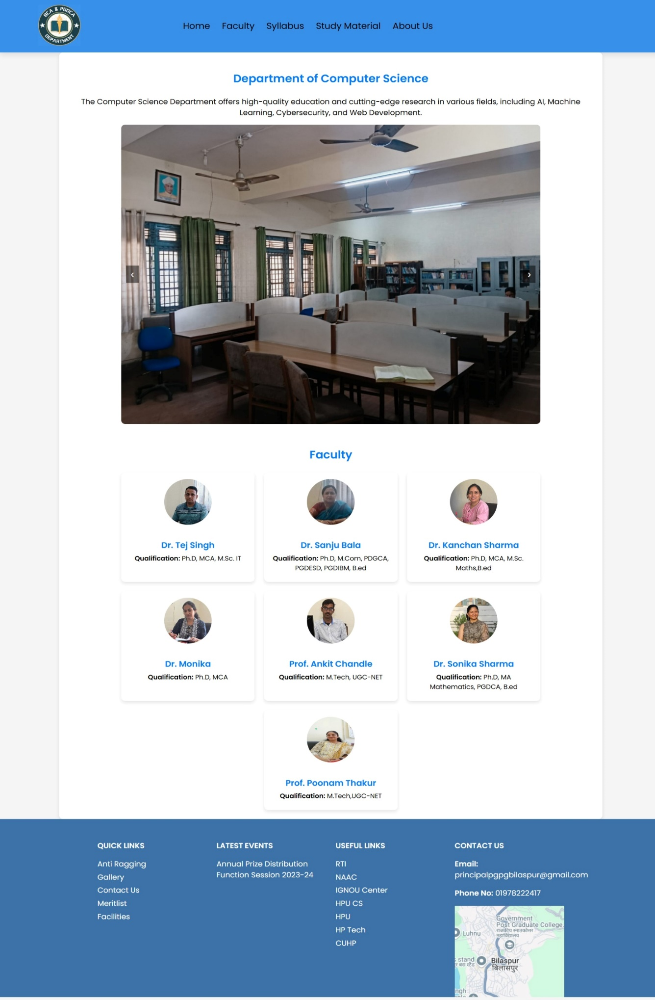 BCA & PGDCA
DEPARTMENT
Home Faculty Syllabus Study Material About Us
Department of Computer Science
The Computer Science Department offers high-quality education and cutting-edge research in various fields, including AI, Machine
Learning, Cybersecurity, and Web Development.
‹ ›
Faculty
Dr. Tej Singh
Qualification: Ph.D, MCA, M.Sc. IT
Dr. Sanju Bala
Qualification: Ph.D, M.Com, PDGCA,
PGDESD, PGDIBM, B.ed
Dr. Kanchan Sharma
Qualification: Ph.D, MCA, M.Sc.
Maths,B.ed
Dr. Monika
Qualification: Ph.D, MCA
Prof. Ankit Chandle
Qualification: M.Tech, UGC-NET
Dr. Sonika Sharma
Qualification: Ph.D, MA
Mathematics, PGDCA, B.ed
Prof. Poonam Thakur
Qualification: M.Tech,UGC-NET
QUICK LINKS
Anti Ragging
Gallery
Contact Us
Meritlist
Facilities
LATEST EVENTS
Annual Prize Distribution
Function Session 2023-24
USEFUL LINKS
RTI
NAAC
IGNOU Center
HPU CS
HPU
HP Tech
CUHP
CONTACT US
Email:
principalpgpgbilaspur@gmail.com
Phone No: 01978222417
Government
Post Graduate College,
राजकीय स्नातकोत्तर
महाविद्यालय
Luhnu
stand
बस स्टैंड
Bilaspur
बिलासपुर
ngh